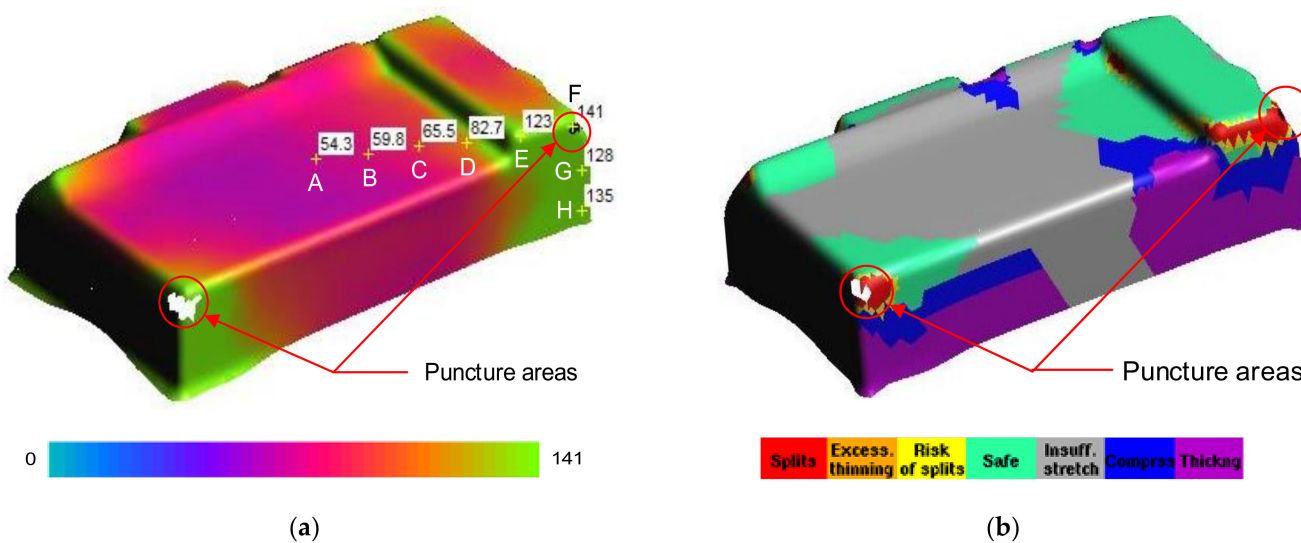 F
141
123
82.7
65.5
59.8
54.3
E
D
C
B
A
128
G
135
H
Puncture areas
0
141
(a)
Puncture areas
Splits
Excess.
thinning
Risk
of splits
Safe
Insuff.
stretch
Comprss
Thickng
(b)